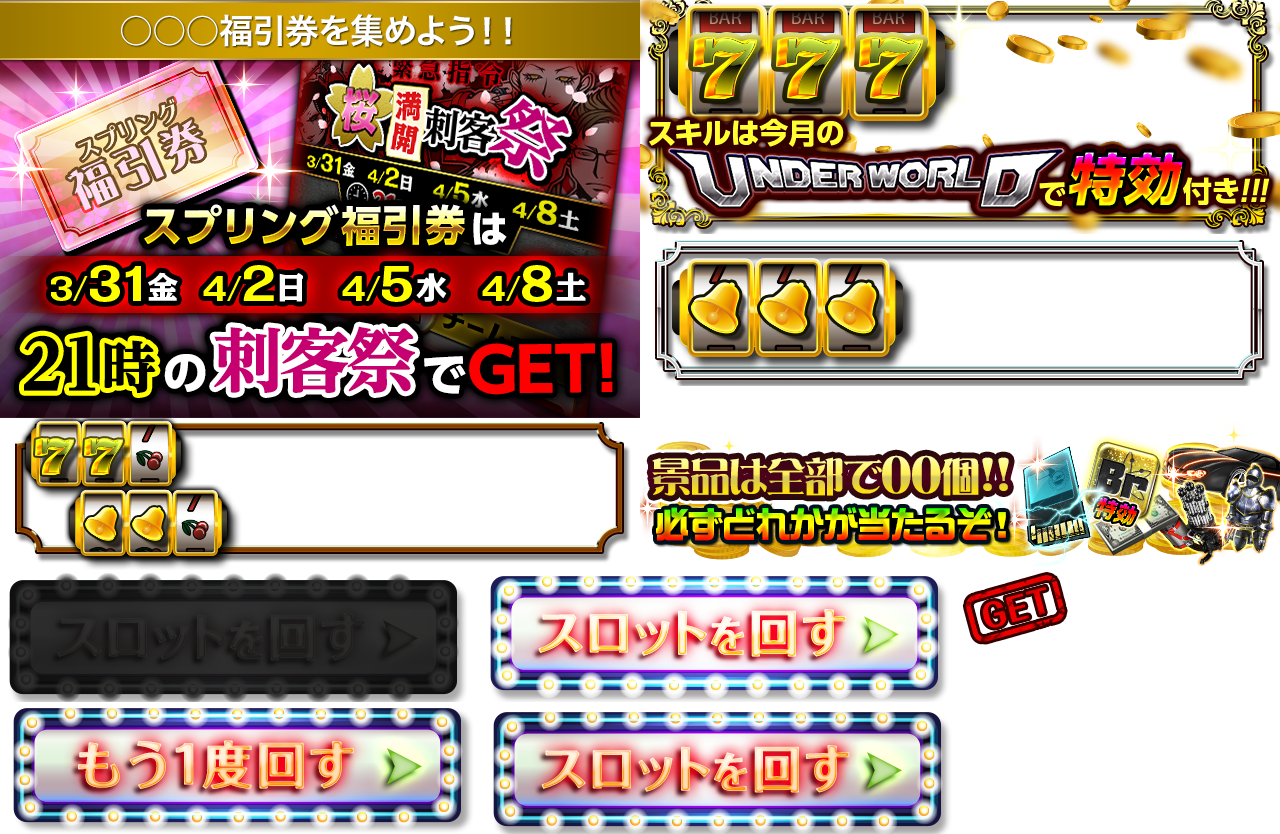 ○○○福引券を集めよう!!
スプリング
福引券
緊急指令
桜
満開
刺客祭
3/31金
4/2日
4/5水
4/8土
スプリング福引券は
3/31金 4/2日 4/5水 4/8土
21時の刺客祭でGET!
BAR BAR BAR
7 7 7
スキルは今月の
UNDER WORLDで特効付き!!!
7 7
景品は全部で00個!!
必ずどれかが当たるぞ!
Br
特効
スロットを回す
スロットを回す
GET
もう1度回す
スロットを回す